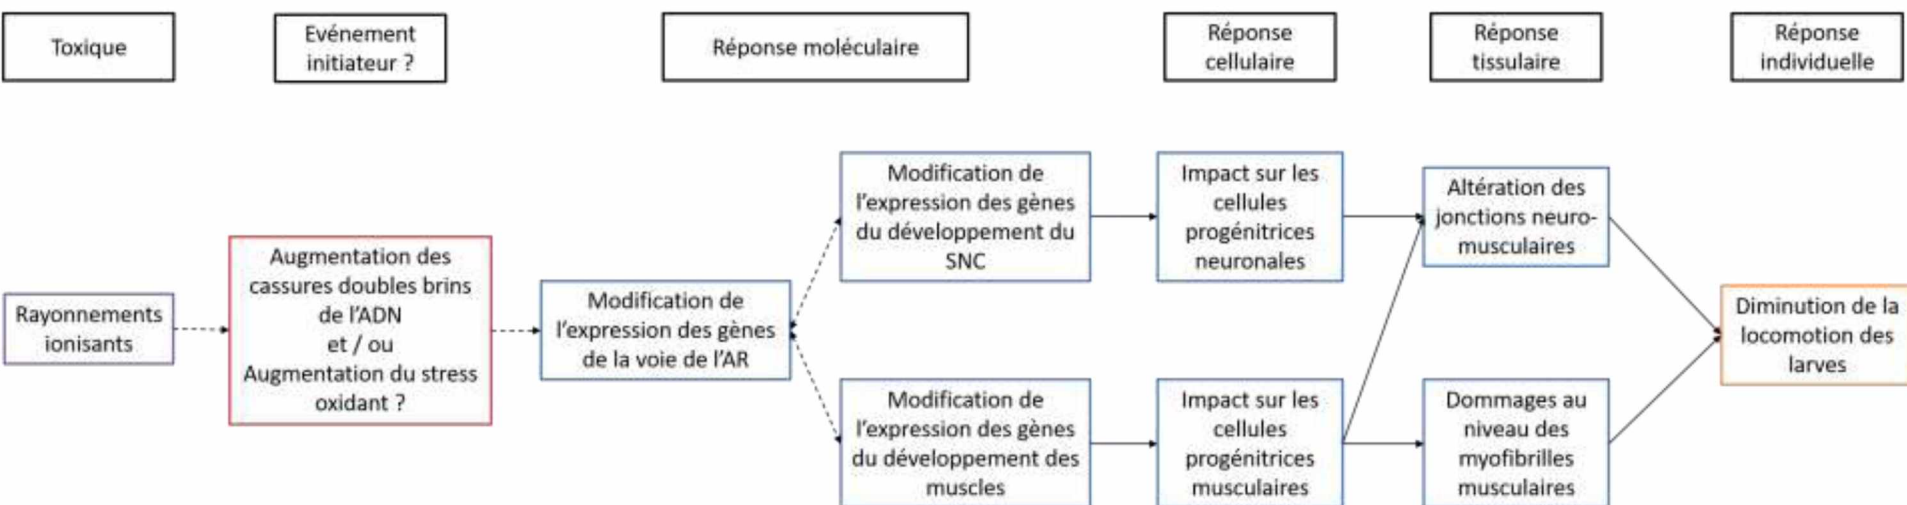 Toxique
Evénement
initiateur ?
Réponse moléculaire
Réponse
cellulaire
Réponse
tissulaire
Réponse
individuelle
Rayonnements
ionisants
Augmentation des
cassures doubles brins
de l'ADN
et / ou
Augmentation du stress
oxidant ?
Modification de
l'expression des gènes
de la voie de l'AR
Modification de
l'expression des gènes
du développement du
SNC
Impact sur les
cellules
progénitrices
neuronales
Altération des
jonctions neuro-
musculaires
Modification de
l'expression des gènes
du développement des
muscles
Impact sur les
cellules
progénitrices
musculaires
Dommages au
niveau des
myofibrilles
musculaires
Diminution de la
locomotion des
larves